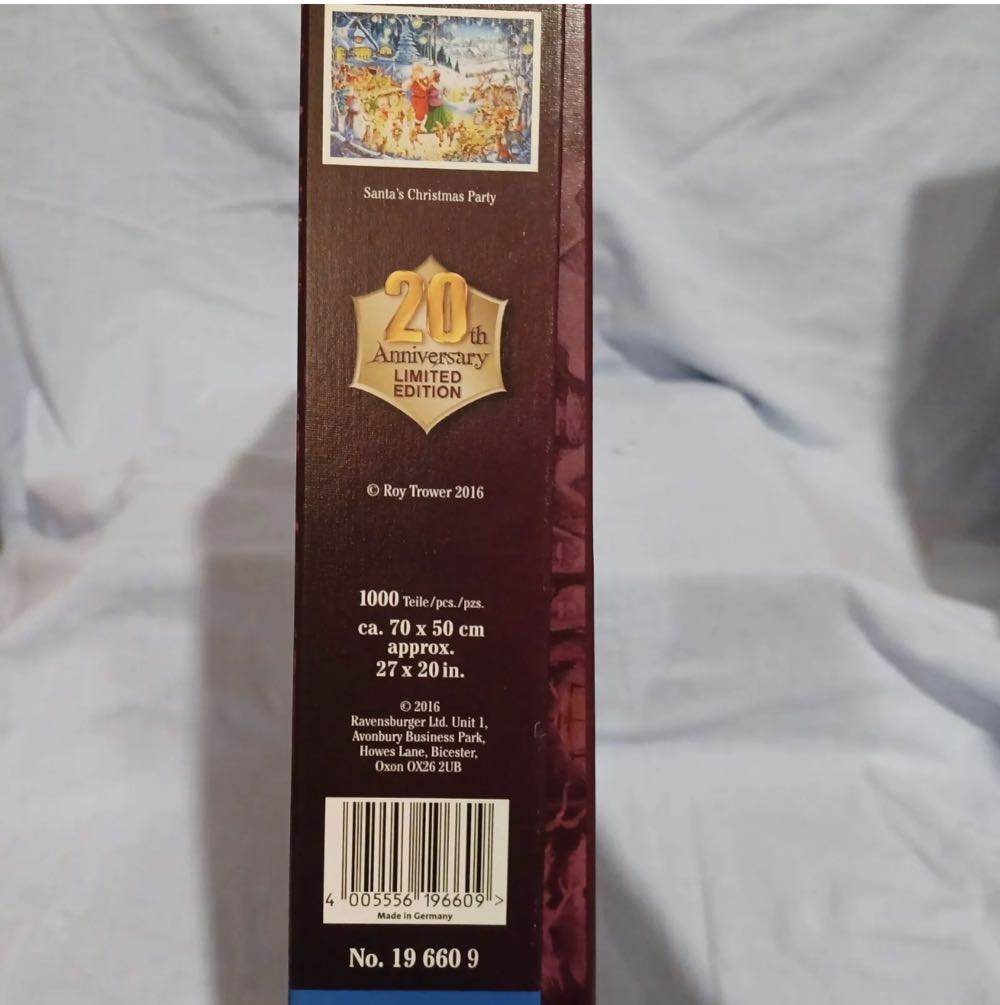 Santa's Christmas Party
20th
Anniversary
LIMITED
EDITION
© Roy Trower 2016
1000 Teile/pcs./pzs.
ca. 70 x 50 cm
approx.
27 x 20 in.
© 2016
Ravensburger Ltd. Unit 1,
Avonbury Business Park,
Howes Lane, Bicester,
Oxon OX26 2UB
4 005556 196609 >
Made in Germany
No. 19 660 9